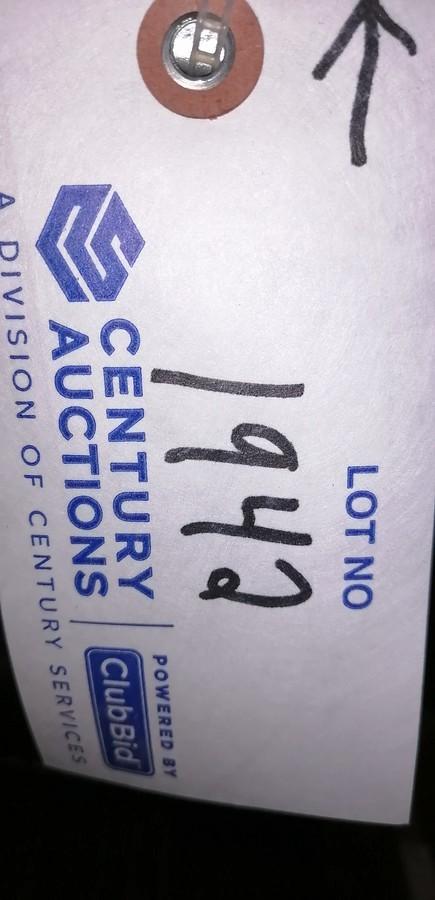 LOT NO
1942
CENTURY
AUCTIONS
POWERED BY
ClubBid
A DIVISION OF CENTURY SERVICES